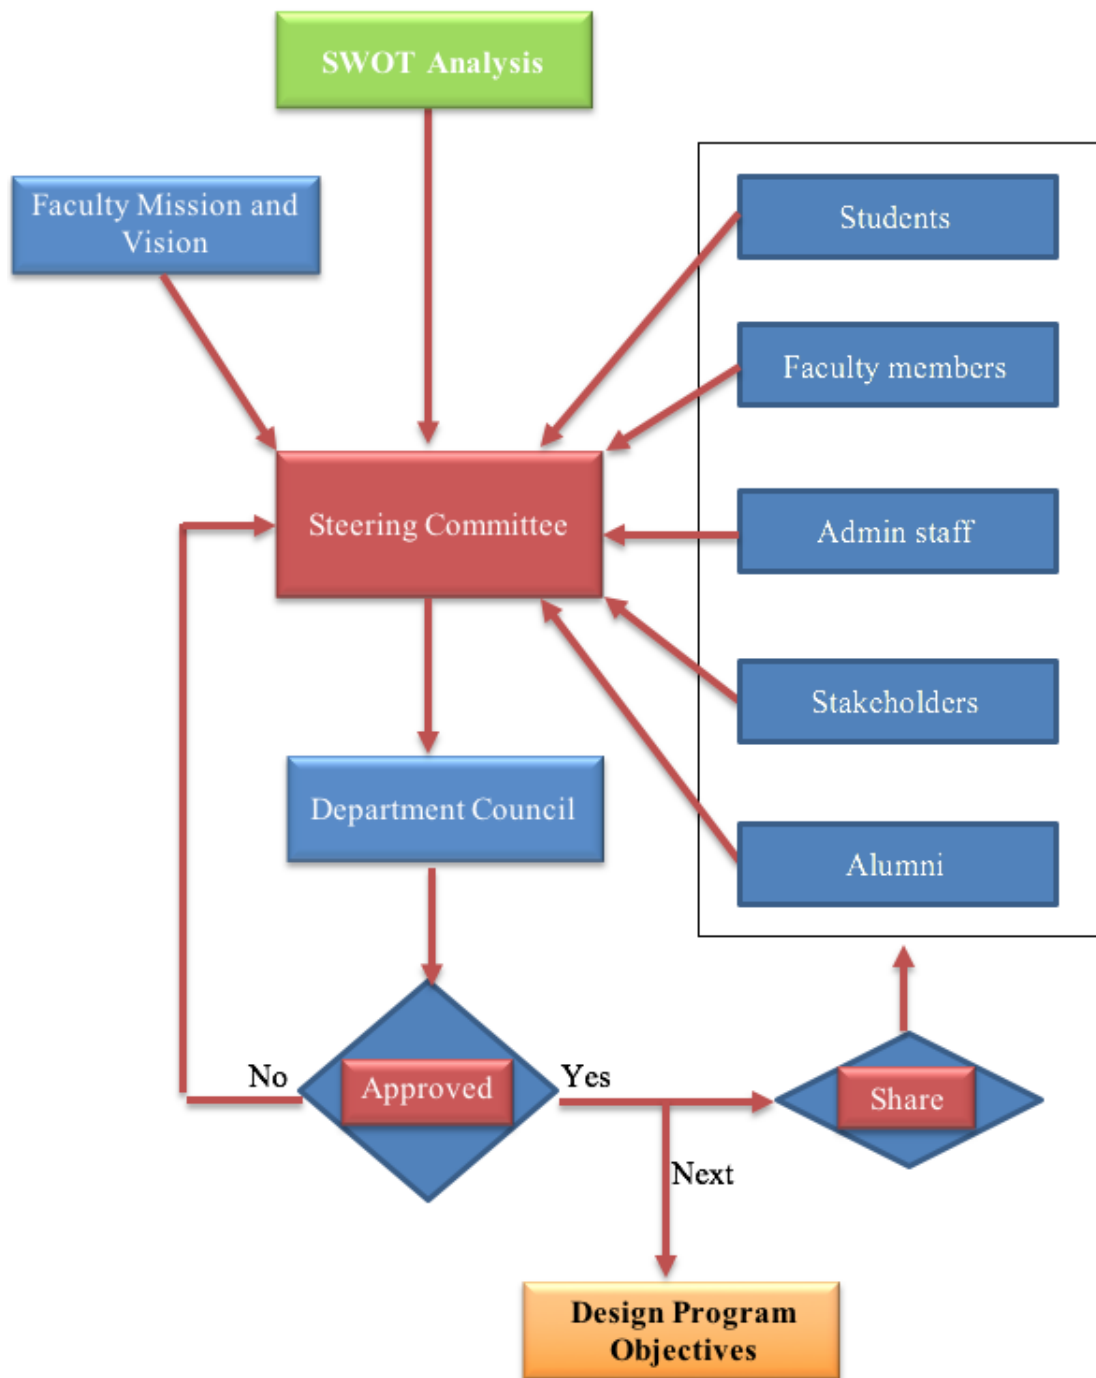 SWOT Analysis
Faculty Mission and
Vision
Students
Faculty members
Admin staff
Stakeholders
Alumni
Steering Committee
Department Council
No
Approved
Yes
Share
Next
Design Program
Objectives